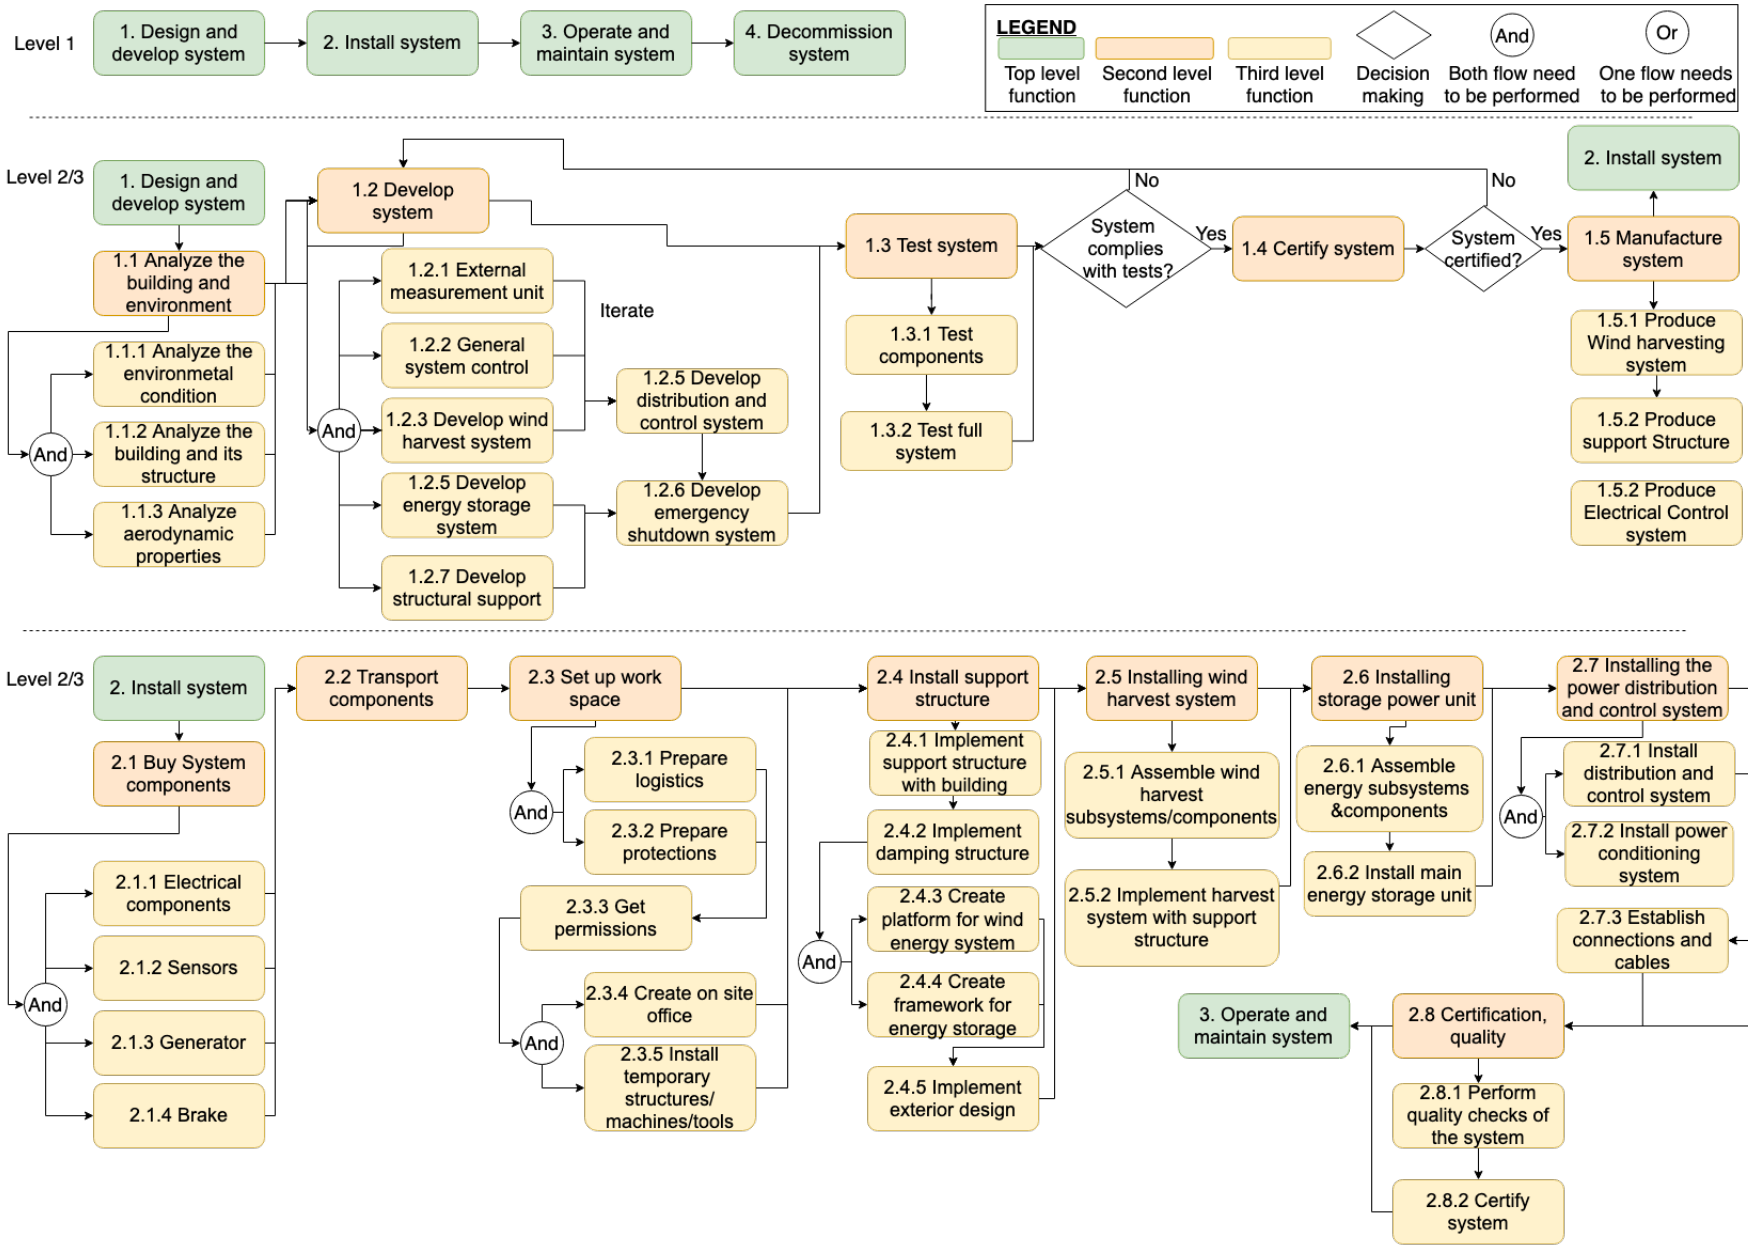 Level 1
1. Design and
develop system
2. Install system
3. Operate and
maintain system
4. Decommission
system
LEGEND
Top level
function
Second level
function
Third level
function
Decision
making
And
Both flow need
to be performed
Or
One flow needs
to be performed
Level 2/3
1. Design and
develop system
1.1 Analyze the
building and
environment
1.1.1 Analyze the
environmetal
condition
And
1.1.2 Analyze the
building and its
structure
1.1.3 Analyze
aerodynamic
properties
1.2 Develop
system
1.2.1 External
measurement unit
Iterate
1.2.2 General
system control
And
1.2.3 Develop wind
harvest system
1.2.5 Develop
energy storage
system
1.2.7 Develop
structural support
1.2.5 Develop
distribution and
control system
1.2.6 Develop
emergency
shutdown system
1.3 Test system
1.3.1 Test
components
1.3.2 Test full
system
No
System
complies
with tests?
Yes
1.4 Certify system
No
System
certified?
Yes
2. Install system
1.5 Manufacture
system
1.5.1 Produce
Wind harvesting
system
1.5.2 Produce
support Structure
1.5.2 Produce
Electrical Control
system
Level 2/3
2. Install system
2.1 Buy System
components
2.1.1 Electrical
components
2.1.2 Sensors
And
2.1.3 Generator
2.1.4 Brake
2.2 Transport
components
2.3 Set up work
space
2.3.1 Prepare
logistics
And
2.3.2 Prepare
protections
2.3.3 Get
permissions
2.3.4 Create on site
office
And
2.3.5 Install
temporary
structures/
machines/tools
2.4 Install support
structure
2.4.1 Implement
support structure
with building
2.4.2 Implement
damping structure
2.4.3 Create
platform for wind
energy system
And
2.4.4 Create
framework for
energy storage
2.4.5 Implement
exterior design
2.5 Installing wind
harvest system
2.5.1 Assemble wind
harvest
subsystems/components
2.5.2 Implement harvest
system with support
structure
2.6 Installing
storage power unit
2.6.1 Assemble
energy subsystems
&components
2.6.2 Install main
energy storage unit
2.7 Installing the
power distribution
and control system
2.7.1 Install
distribution and
control system
And
2.7.2 Install power
conditioning
system
2.7.3 Establish
connections and
cables
3. Operate and
maintain system
2.8 Certification,
quality
2.8.1 Perform
quality checks of
the system
2.8.2 Certify
system